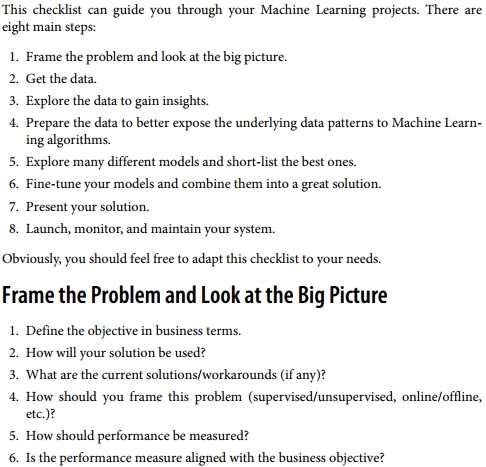 This checklist can guide you through your Machine Learning projects. There are
eight main steps:
1. Frame the problem and look at the big picture.
2. Get the data.
3. Explore the data to gain insights.
4. Prepare the data to better expose the underlying data patterns to Machine Learn-
ing algorithms.
5. Explore many different models and short-list the best ones.
6. Fine-tune your models and combine them into a great solution.
7. Present your solution.
8. Launch, monitor, and maintain your system.
Obviously, you should feel free to adapt this checklist to your needs.
Frame the Problem and Look at the Big Picture
1. Define the objective in business terms.
2. How will your solution be used?
3. What are the current solutions/workarounds (if any)?
4. How should you frame this problem (supervised/unsupervised, online/offline,
etc.)?
5. How should performance be measured?
6. Is the performance measure aligned with the business objective?